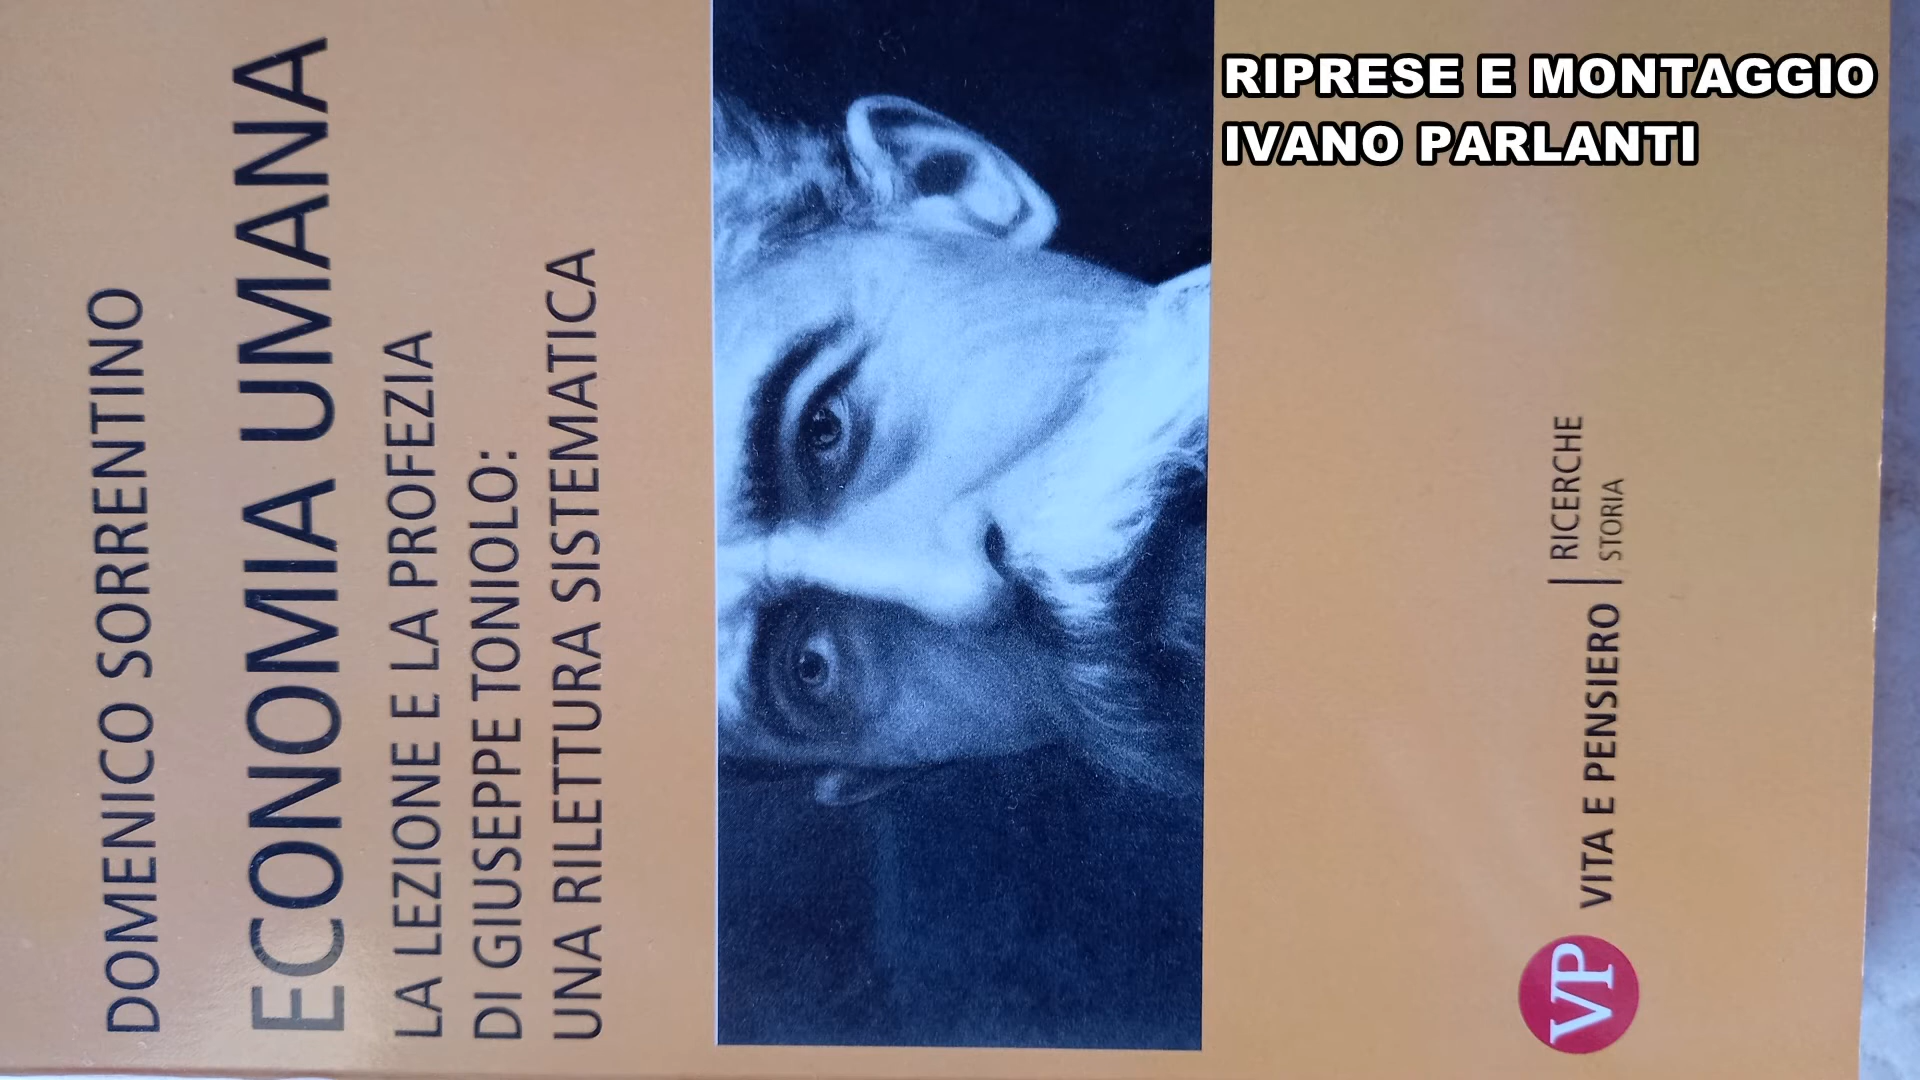 DOMENICO SORRENTINO
ECONOMIA UMANA
LA LEZIONE E LA PROFEZIA
DI GIUSEPPE TONIOLO:
UNA RILETTURA SISTEMATICA
VP
VITA E PENSIERO
RICERCHE
STORIA
RIPRESE E MONTAGGIO
IVANO PARLANTI